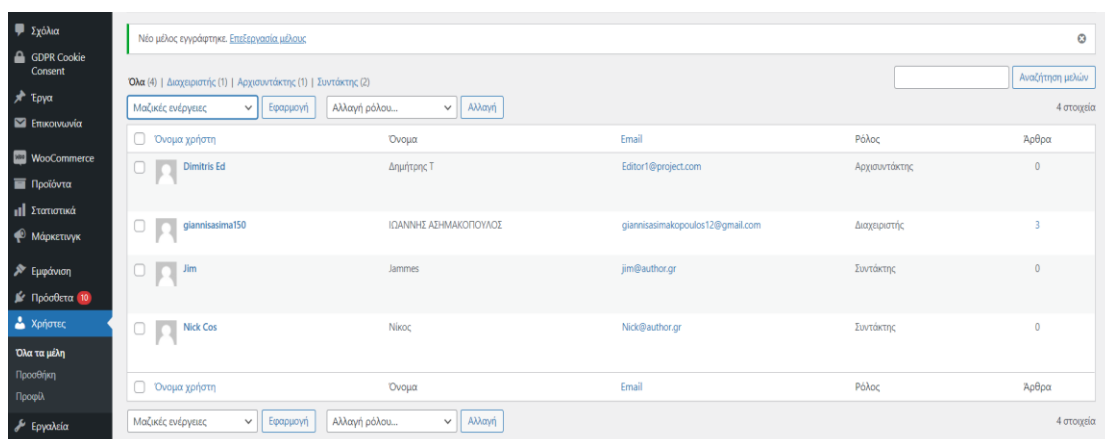 Σχόλια
GDPR Cookie
Consent
Έργα
Επικοινωνία
WooCommerce
Προϊόντα
Στατιστικά
Μάρκετινγκ
Εμφάνιση
Πρόσθετα 10
Χρήστες
Όλα τα μέλη
Προσθήκη
Προφίλ
Εργαλεία
Νέο μέλος εγγράφτηκε. Επεξεργασία μέλους
Όλα (4) | Διαχειριστής (1) | Αρχισυντάκτης (1) | Συντάκτης (2)
Αναζήτηση μελών
Μαζικές ενέργειες Εφαρμογή Αλλαγή ρόλου... Αλλαγή 4 στοιχεία
Όνομα χρήστη Όνομα Email Ρόλος Άρθρα
Dimitris Ed Δημήτρης Τ Editor1@project.com Αρχισυντάκτης 0
giannisasima150 ΙΩΑΝΝΗΣ ΑΣΗΜΑΚΟΠΟΥΛΟΣ giannisasimakopoulos12@gmail.com Διαχειριστής 3
Jim Jammes jim@author.gr Συντάκτης 0
Nick Cos Νίκος Nick@author.gr Συντάκτης 0
Όνομα χρήστη Όνομα Email Ρόλος Άρθρα
Μαζικές ενέργειες Εφαρμογή Αλλαγή ρόλου... Αλλαγή 4 στοιχεία